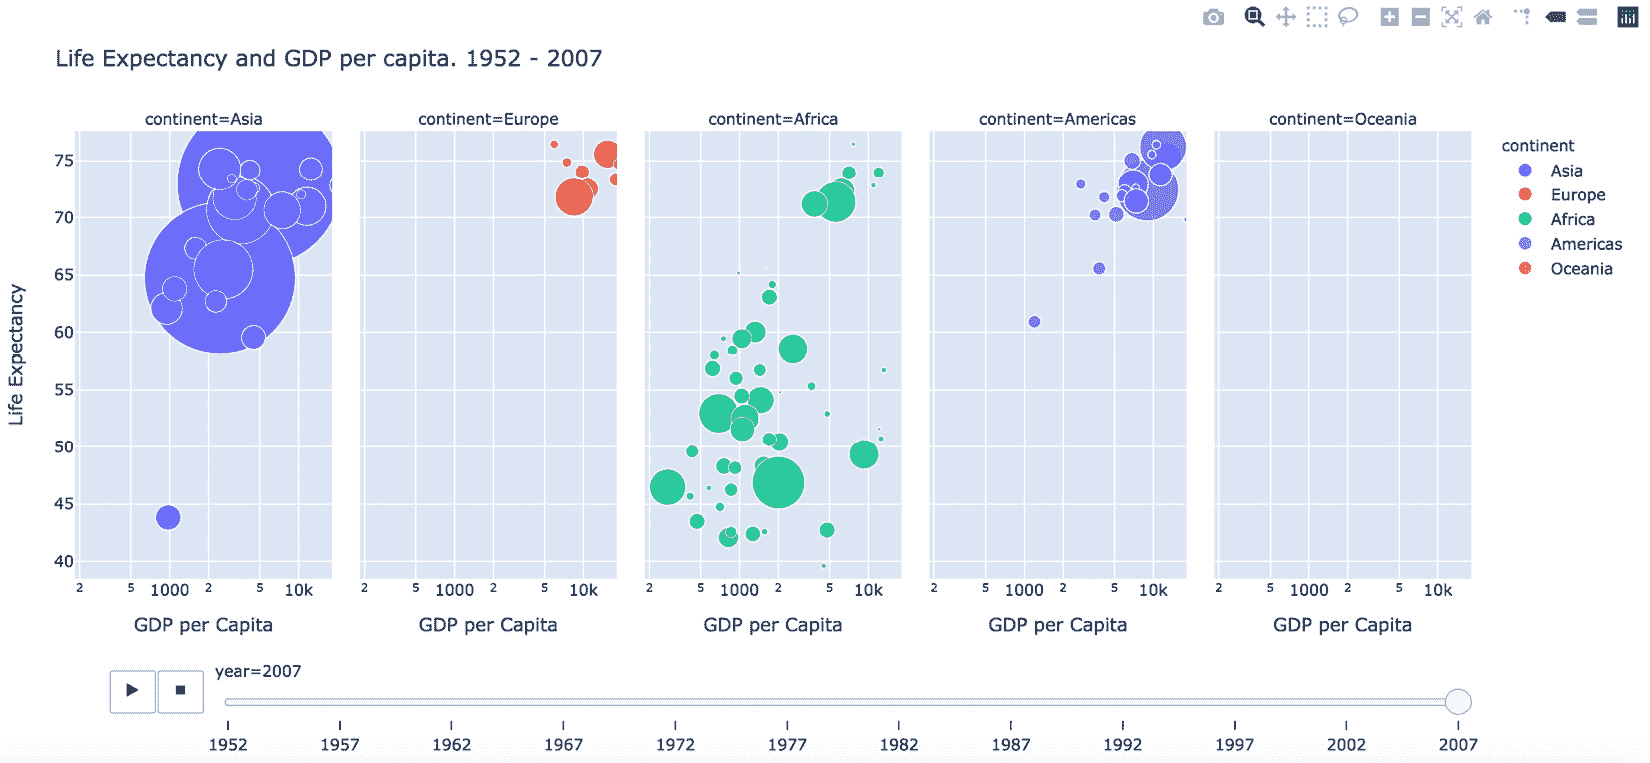 Life Expectancy and GDP per capita. 1952 - 2007
continent=Asia continent=Europe continent=Africa continent=Americas continent=Oceania
continent
Asia
Europe
Africa
Americas
Oceania
Life Expectancy
75
70
65
60
55
50
45
40
2 5 1000 2 5 10k 2 5 1000 2 5 10k 2 5 1000 2 5 10k 2 5 1000 2 5 10k 2 5 1000 2 5 10k
GDP per Capita GDP per Capita GDP per Capita GDP per Capita GDP per Capita
year=2007
1952 1957 1962 1967 1972 1977 1982 1987 1992 1997 2002 2007